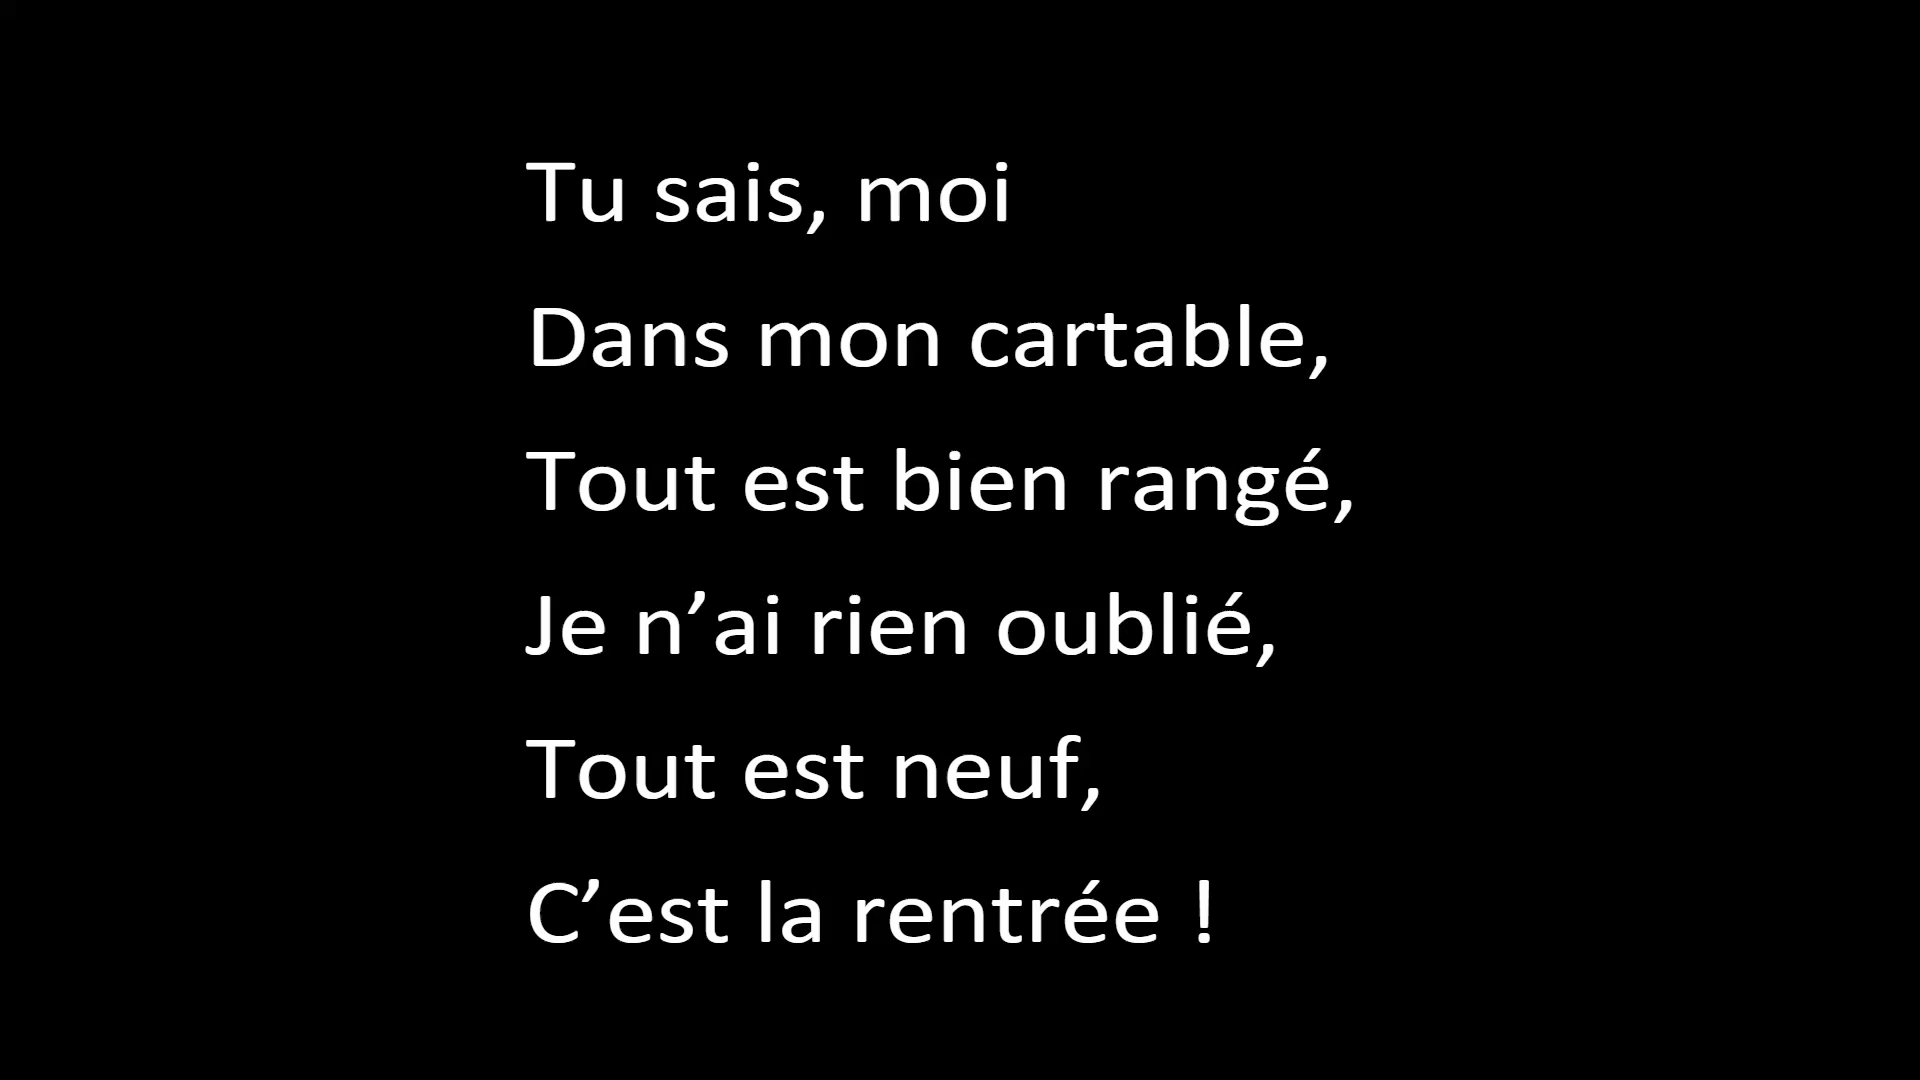 Tu sais, moi
Dans mon cartable,
Tout est bien rangé,
Je n’ai rien oublié,
Tout est neuf,
C’est la rentrée !